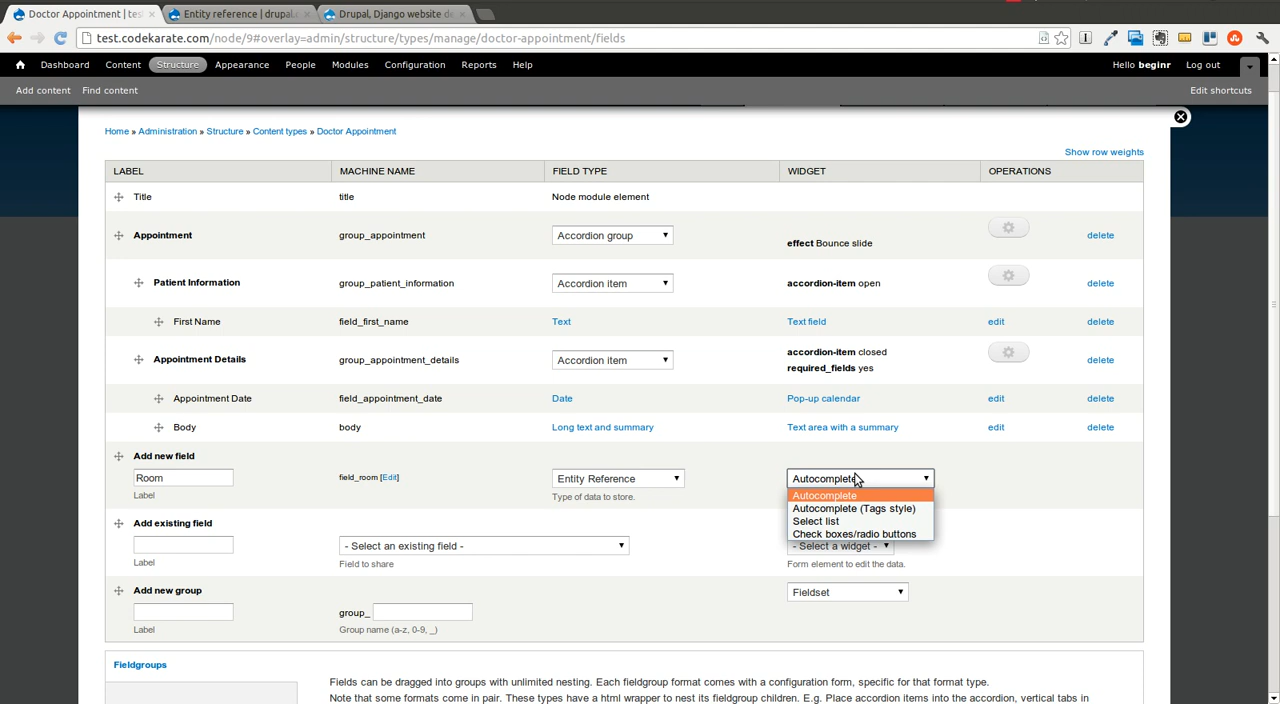 Doctor Appointment | tes
Entity reference | drupal.
Drupal, Django website de
test.codekarate.com/node/9#overlay=admin/structure/types/manage/doctor-appointment/fields
Dashboard Content Structure Appearance People Modules Configuration Reports Help Hello beginr Log out
Add content Find content Edit shortcuts
Home » Administration » Structure » Content types » Doctor Appointment
Show row weights
LABEL MACHINE NAME FIELD TYPE WIDGET OPERATIONS
Title title Node module element
Appointment group_appointment Accordion group effect Bounce slide delete
Patient Information group_patient_information Accordion item accordion-item open delete
First Name field_first_name Text Text field edit delete
Appointment Details group_appointment_details Accordion item accordion-item closed delete
required_fields yes
Appointment Date field_appointment_date Date Pop-up calendar edit delete
Body body Long text and summary Text area with a summary edit delete
Add new field
Room field_room [Edit] Entity Reference Autocomplete
Label Type of data to store. Autocomplete
Autocomplete (Tags style)
Add existing field Select list
Check boxes/radio buttons
- Select an existing field - - Select a widget -
Label Field to share Form element to edit the data.
Add new group Fieldset
group_
Label Group name (a-z, 0-9, _)
Fieldgroups
Fields can be dragged into groups with unlimited nesting. Each fieldgroup format comes with a configuration form, specific for that format type.
Note that some formats come in pair. These types have a html wrapper to nest its fieldgroup children. E.g. Place accordion items into the accordion, vertical tabs in